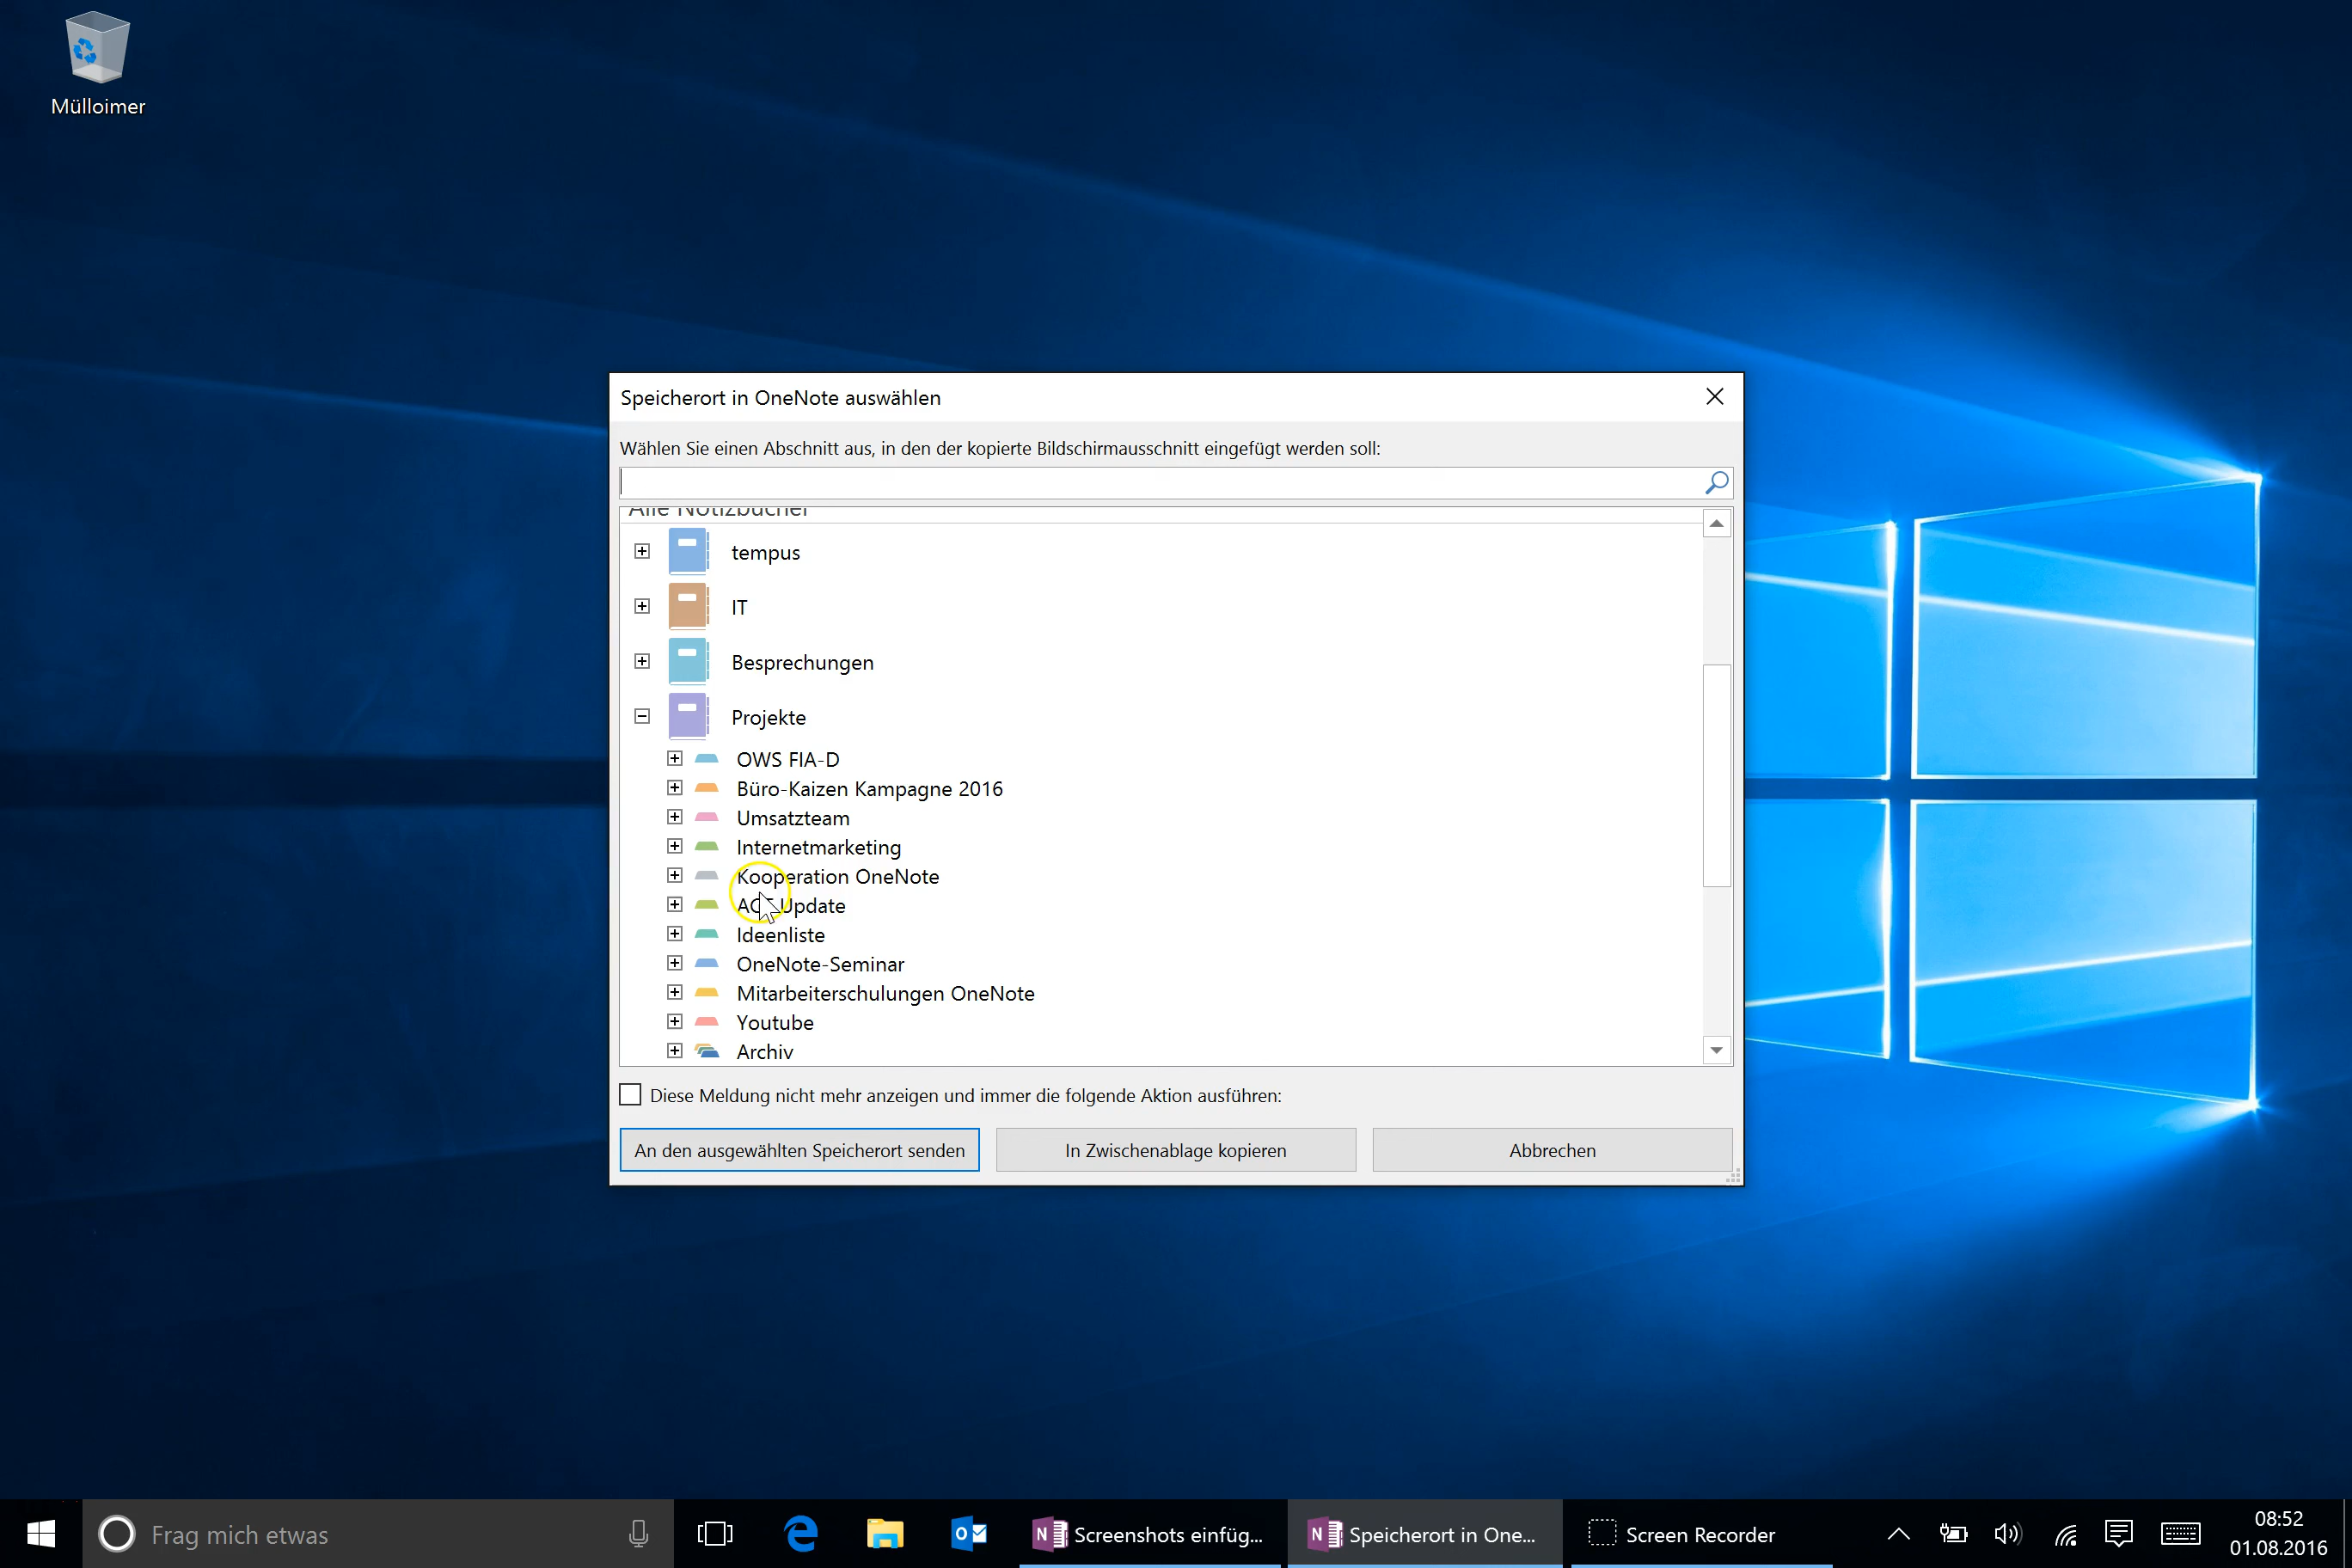 Mülloimer
Speicherort in OneNote auswählen
Wählen Sie einen Abschnitt aus, in den der kopierte Bildschirmausschnitt eingefügt werden soll:
Alle Notizbücher
tempus
IT
Besprechungen
Projekte
OWS FIA-D
Büro-Kaizen Kampagne 2016
Umsatzteam
Internetmarketing
Kooperation OneNote
Update
Ideenliste
OneNote-Seminar
Mitarbeiterschulungen OneNote
Youtube
Archiv
Diese Meldung nicht mehr anzeigen und immer die folgende Aktion ausführen:
An den ausgewählten Speicherort senden
In Zwischenablage kopieren
Abbrechen
Frag mich etwas
Screenshots einfüg...
Speicherort in One...
Screen Recorder
08:52
01.08.2016